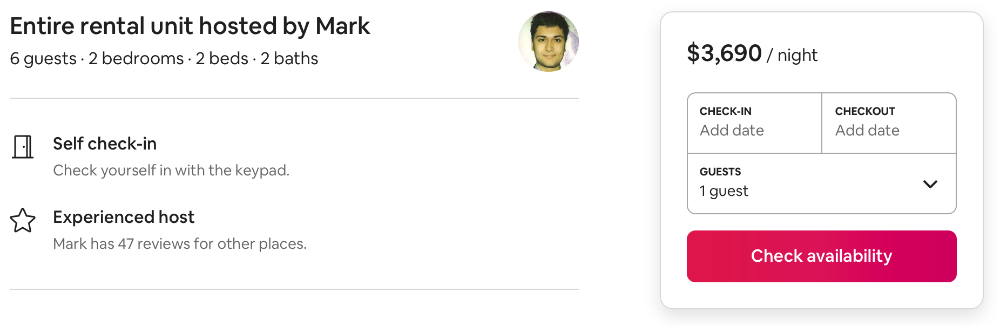 Entire rental unit hosted by Mark
6 guests · 2 bedrooms · 2 beds · 2 baths
Self check-in
Check yourself in with the keypad.
Experienced host
Mark has 47 reviews for other places.
$3,690 / night
CHECK-IN
Add date
CHECKOUT
Add date
GUESTS
1 guest
Check availability